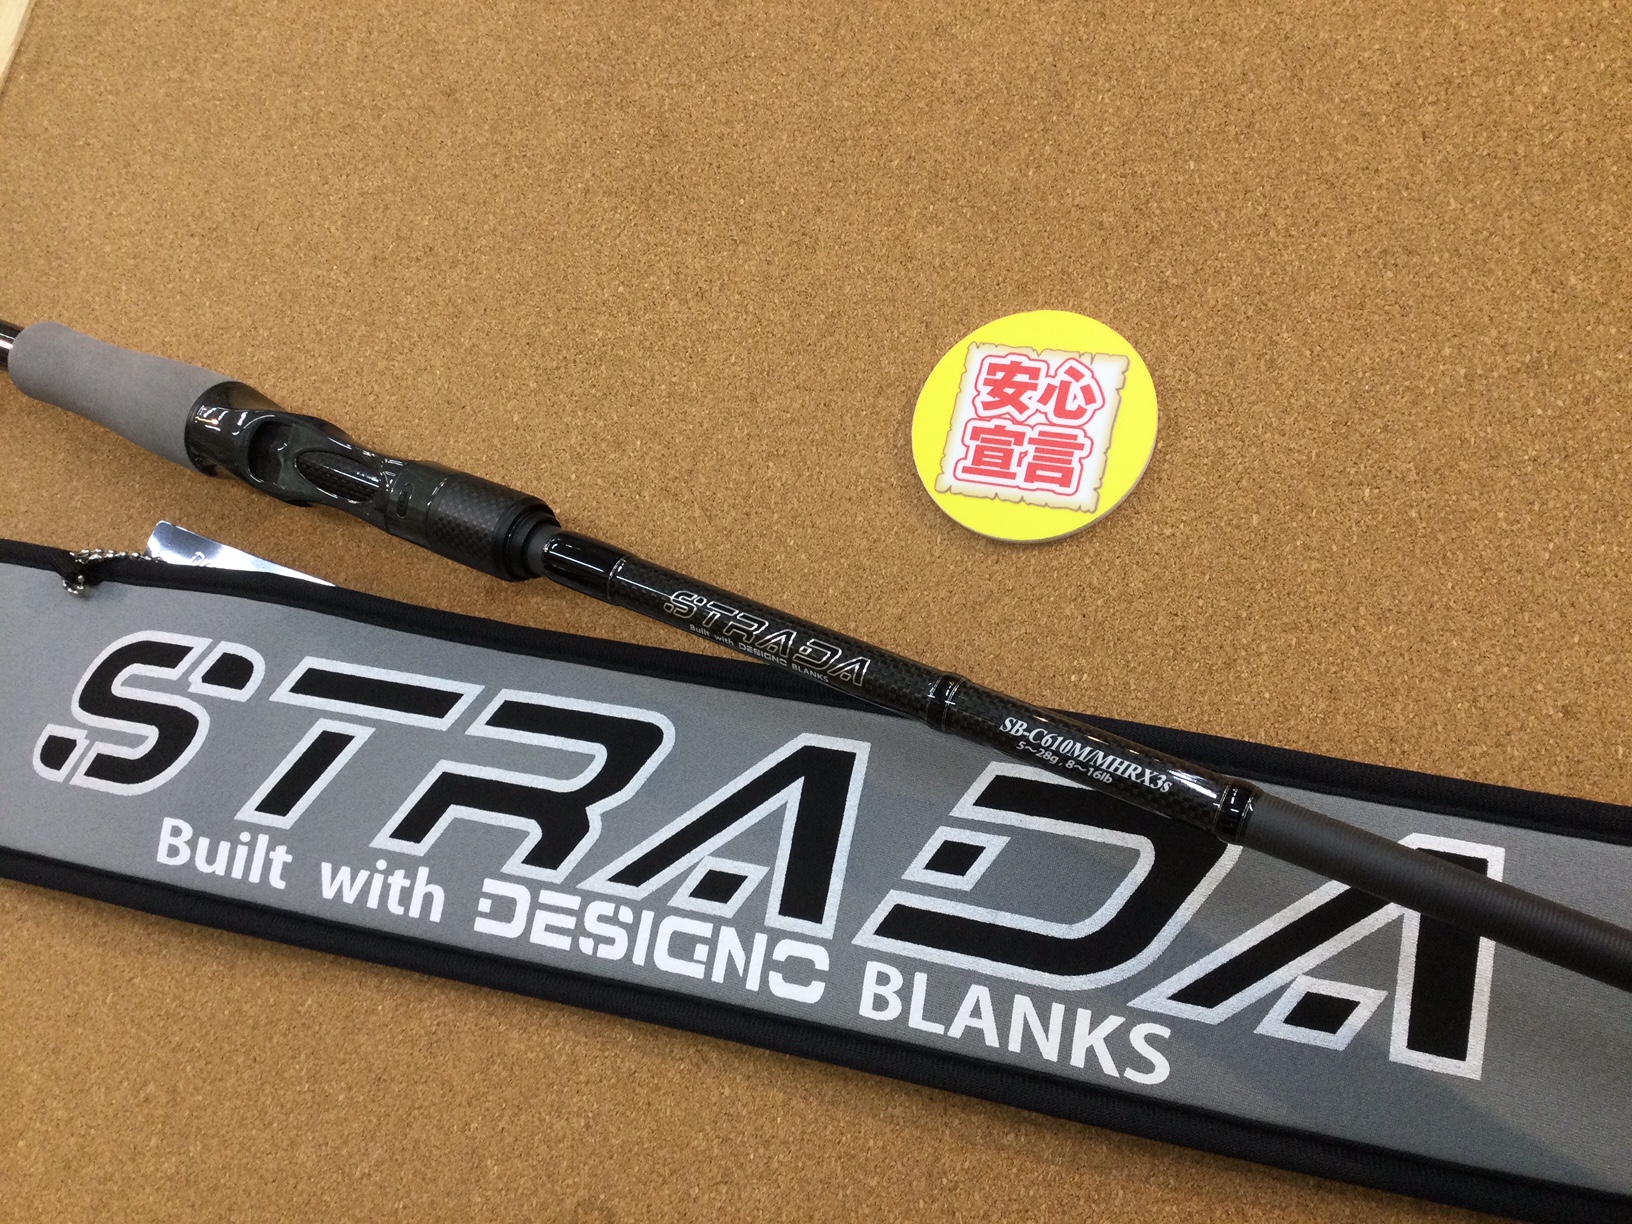 安心
宣言
STRADA
Built with DESIGNO BLANKS
SB-C610M/MHRX3s
5~28g , 8~16lb
STRADA
Built with DESIGNO BLANKS